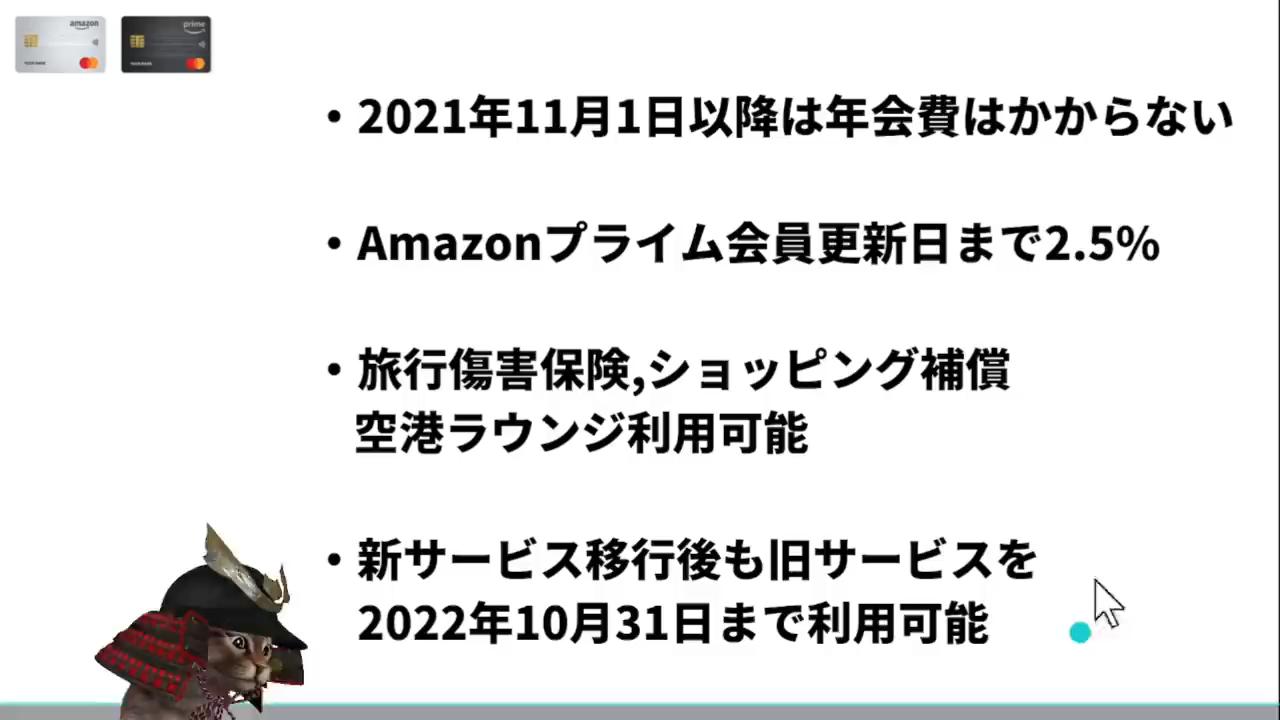 amazon
prime
・2021年11月1日以降は年会費はかからない
・Amazonプライム会員更新日まで2.5%
・旅行傷害保険,ショッピング補償
空港ラウンジ利用可能
・新サービス移行後も旧サービスを
2022年10月31日まで利用可能